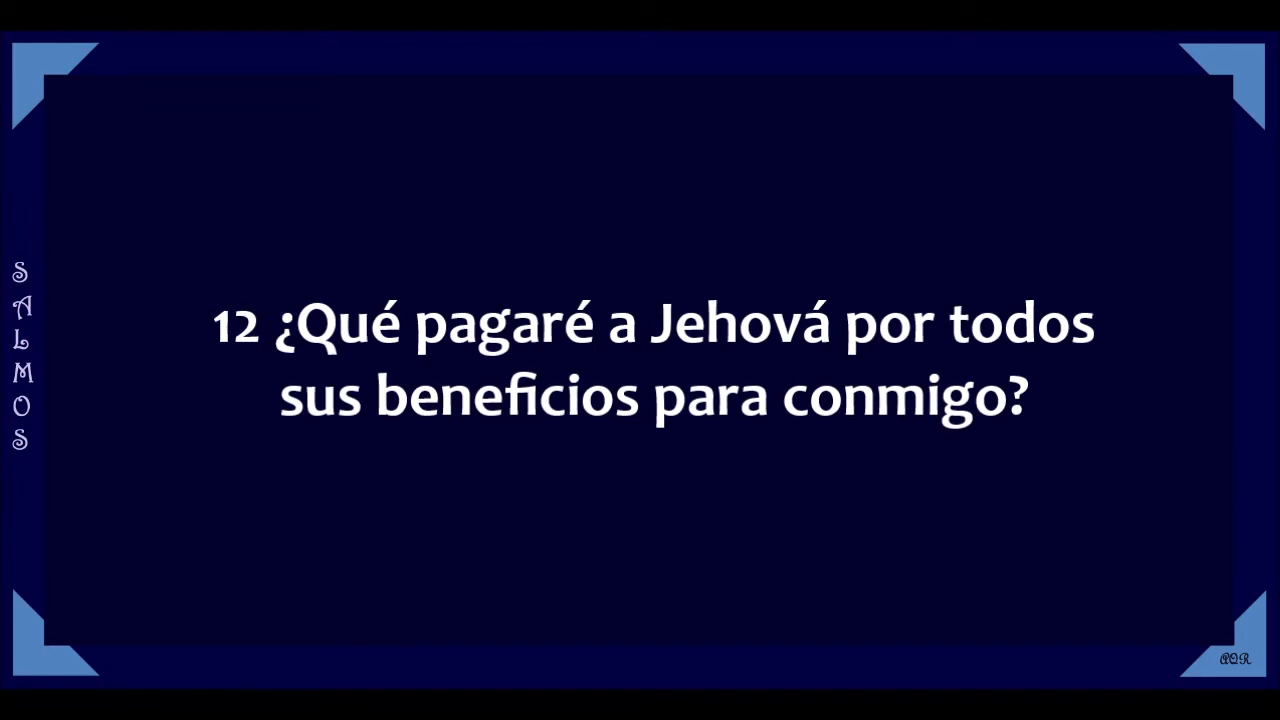 SALMOS
12 ¿Qué pagaré a Jehová por todos
sus beneficios para conmigo?